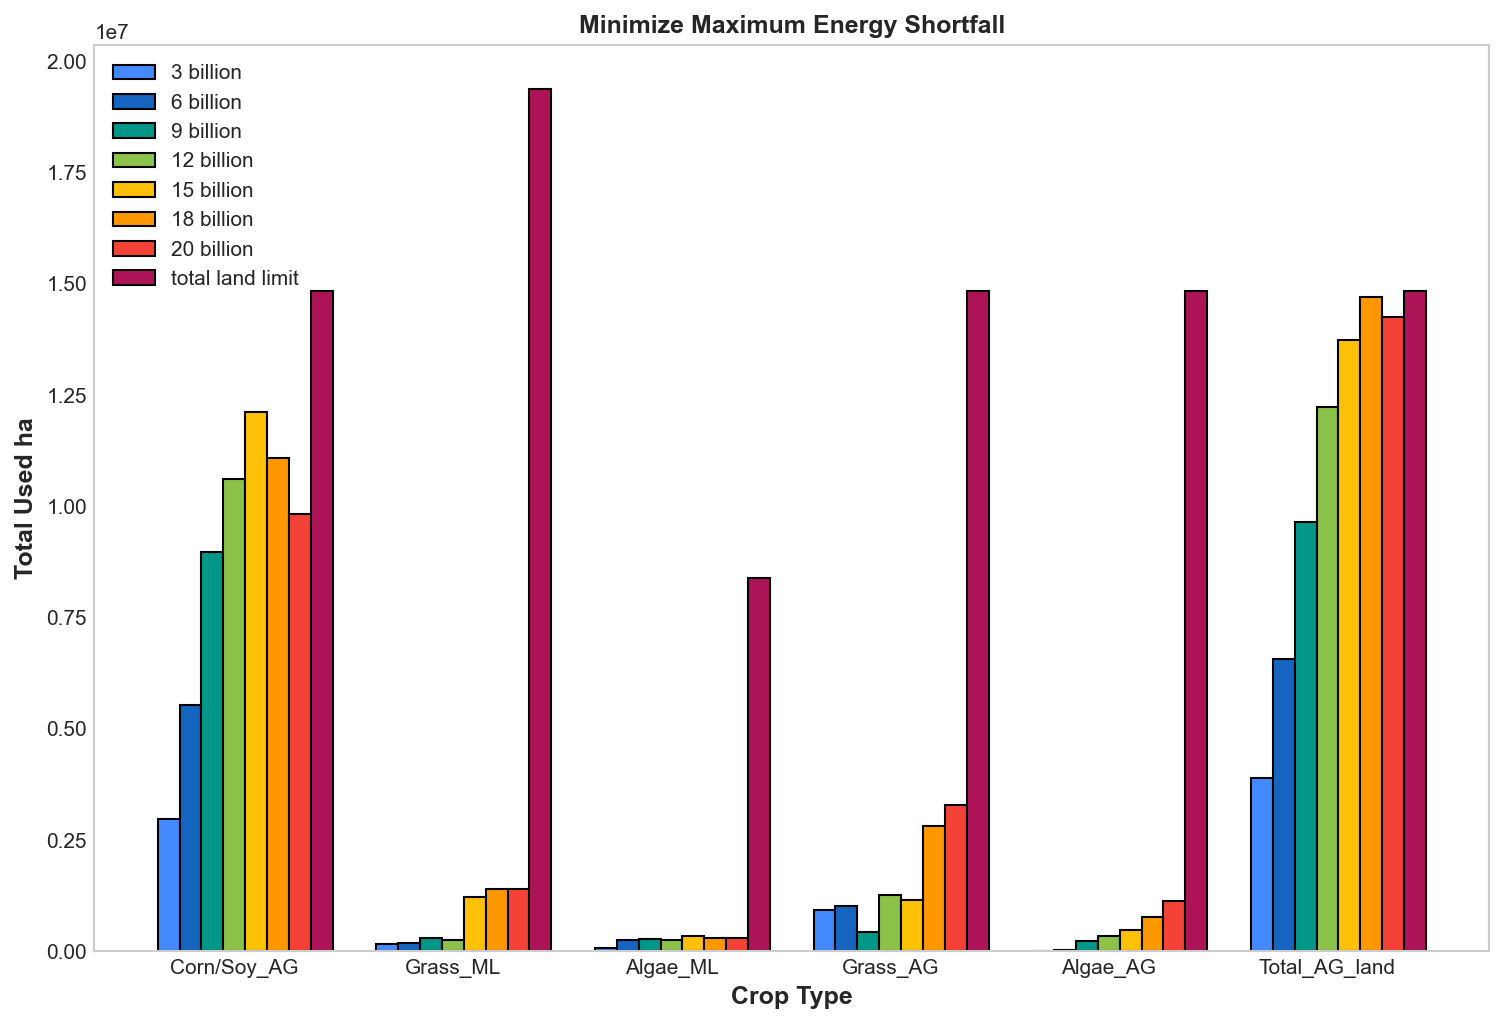 Minimize Maximum Energy Shortfall
1e7
2.00
1.75
1.50
1.25
1.00
0.75
0.50
0.25
0.00
Total Used ha
3 billion
6 billion
9 billion
12 billion
15 billion
18 billion
20 billion
total land limit
Corn/Soy_AG
Grass_ML
Algae_ML
Grass_AG
Algae_AG
Total_AG_land
Crop Type